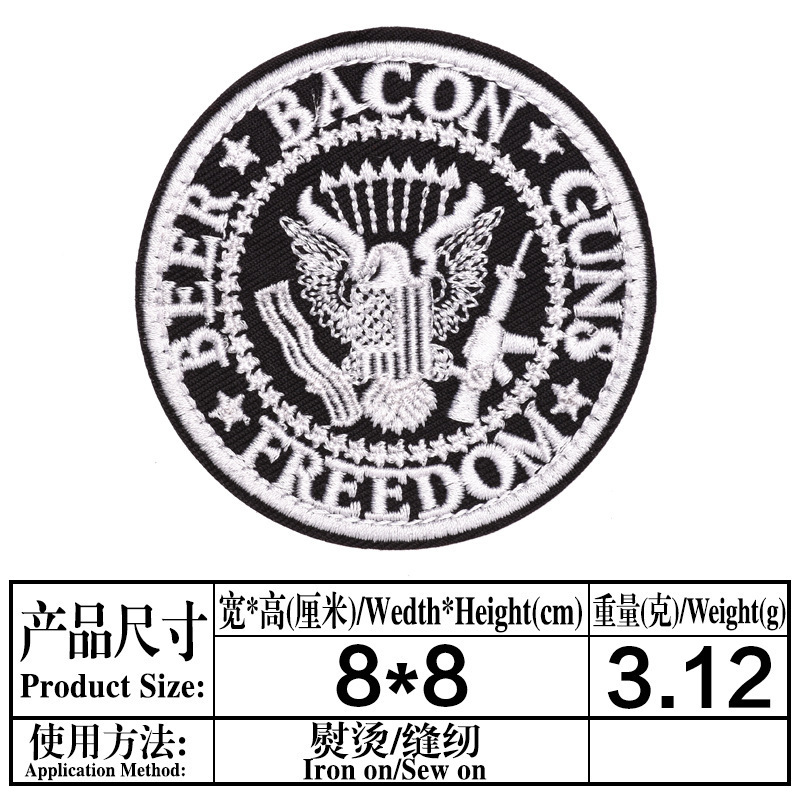 BEER ★ BACON ★ GUNS ★ FREEDOM ★
产品尺寸
Product Size:
宽*高(厘米)/Wedth*Height(cm)
重量(克)/Weight(g)
8*8
3.12
使用方法:
Application Method:
熨烫/缝纫
Iron on/Sew on